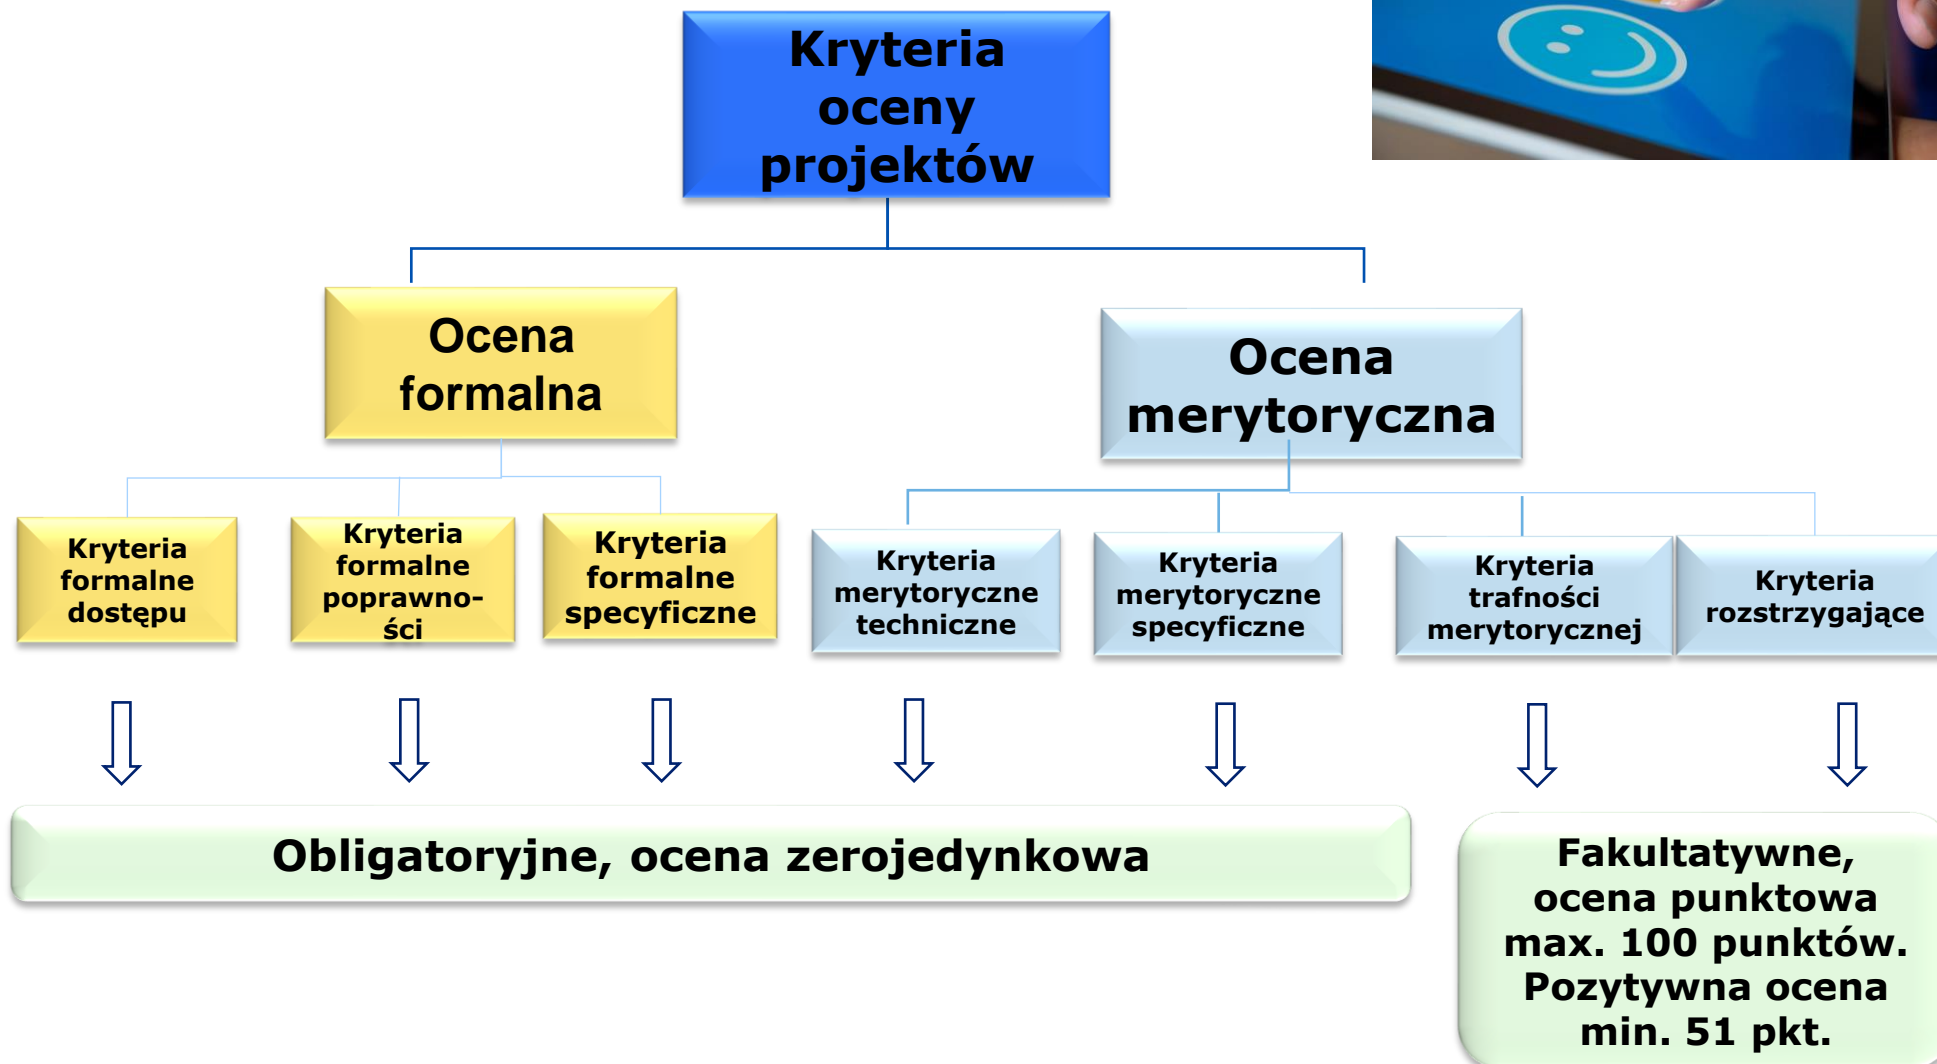 Kryteria
oceny
projektów
Ocena
formalna
Ocena
merytoryczna
Kryteria
formalne
dostępu
Kryteria
formalne
poprawno-
ści
Kryteria
formalne
specyficzne
Kryteria
merytoryczne
techniczne
Kryteria
merytoryczne
specyficzne
Kryteria
trafności
merytorycznej
Kryteria
rozstrzygające
Obligatoryjne, ocena zerojedynkowa
Fakultatywne,
ocena punktowa
max. 100 punktów.
Pozytywna ocena
min. 51 pkt.